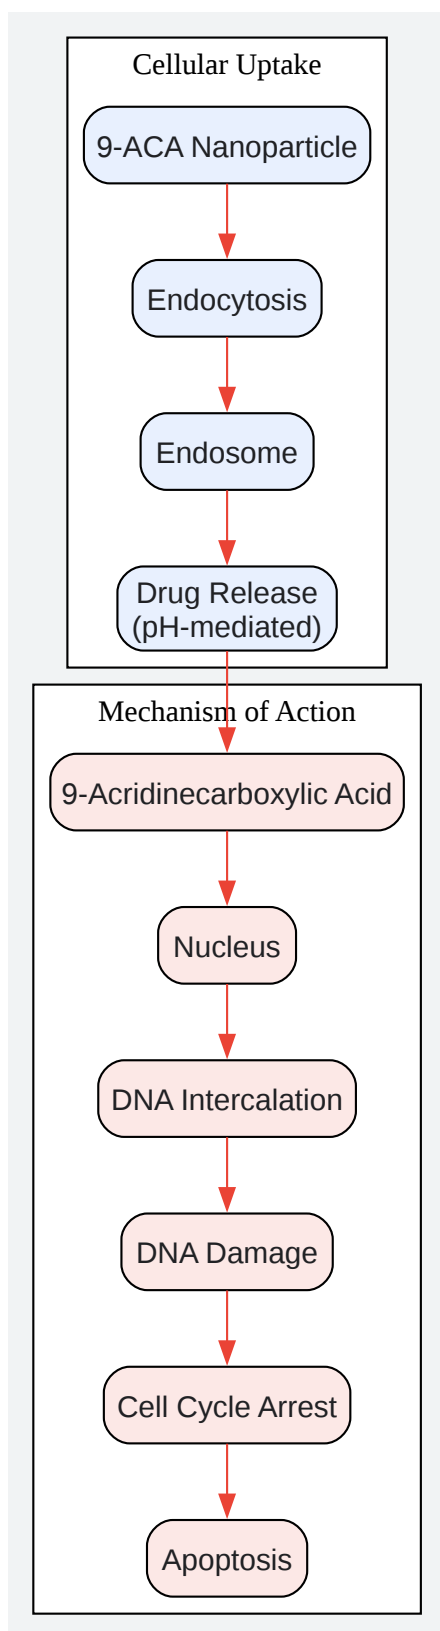 Cellular Uptake
9-ACA Nanoparticle
Endocytosis
Endosome
Drug Release
(pH-mediated)
Mechanism of Action
9-Acridinecarboxylic Acid
Nucleus
DNA Intercalation
DNA Damage
Cell Cycle Arrest
Apoptosis